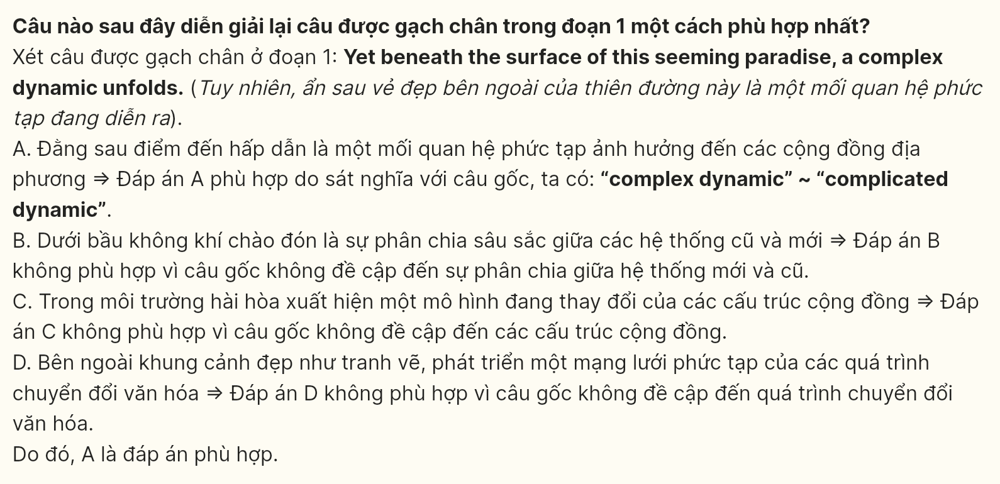 Câu nào sau đây diễn giải lại câu được gạch chân trong đoạn 1 một cách phù hợp nhất?
Xét câu được gạch chân ở đoạn 1: Yet beneath the surface of this seeming paradise, a complex
dynamic unfolds. (Tuy nhiên, ẩn sau vẻ đẹp bên ngoài của thiên đường này là một mối quan hệ phức
tạp đang diễn ra).
A. Đằng sau điểm đến hấp dẫn là một mối quan hệ phức tạp ảnh hưởng đến các cộng đồng địa
phương ⇒ Đáp án A phù hợp do sát nghĩa với câu gốc, ta có: “complex dynamic” ~ “complicated
dynamic”.
B. Dưới bầu không khí chào đón là sự phân chia sâu sắc giữa các hệ thống cũ và mới ⇒ Đáp án B
không phù hợp vì câu gốc không đề cập đến sự phân chia giữa hệ thống mới và cũ.
C. Trong môi trường hài hòa xuất hiện một mô hình đang thay đổi của các cấu trúc cộng đồng ⇒ Đáp
án C không phù hợp vì câu gốc không đề cập đến các cấu trúc cộng đồng.
D. Bên ngoài khung cảnh đẹp như tranh vẽ, phát triển một mạng lưới phức tạp của các quá trình
chuyển đổi văn hóa ⇒ Đáp án D không phù hợp vì câu gốc không đề cập đến quá trình chuyển đổi
văn hóa.
Do đó, A là đáp án phù hợp.